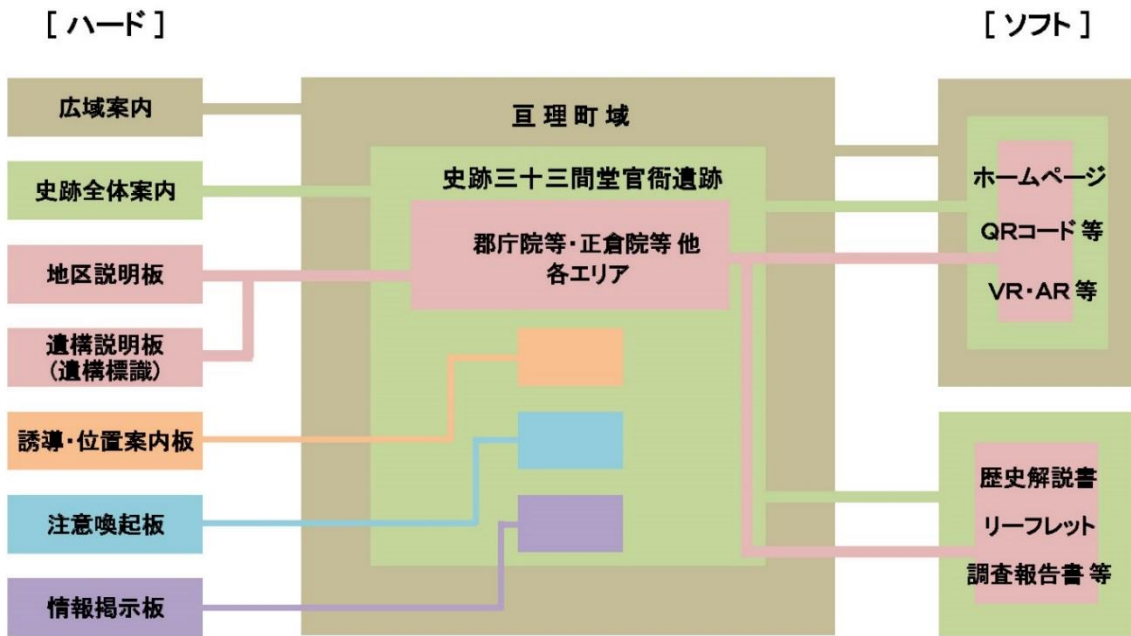 [ ハード ]
広域案内
史跡全体案内
地区説明板
遺構説明板
(遺構標識)
誘導・位置案内板
注意喚起板
情報掲示板
亘理町域
史跡三十三間堂官衙遺跡
郡庁院等・正倉院等 他
各エリア
[ ソフト ]
ホームページ
QRコード 等
VR・AR 等
歴史解説書
リーフレット
調査報告書 等